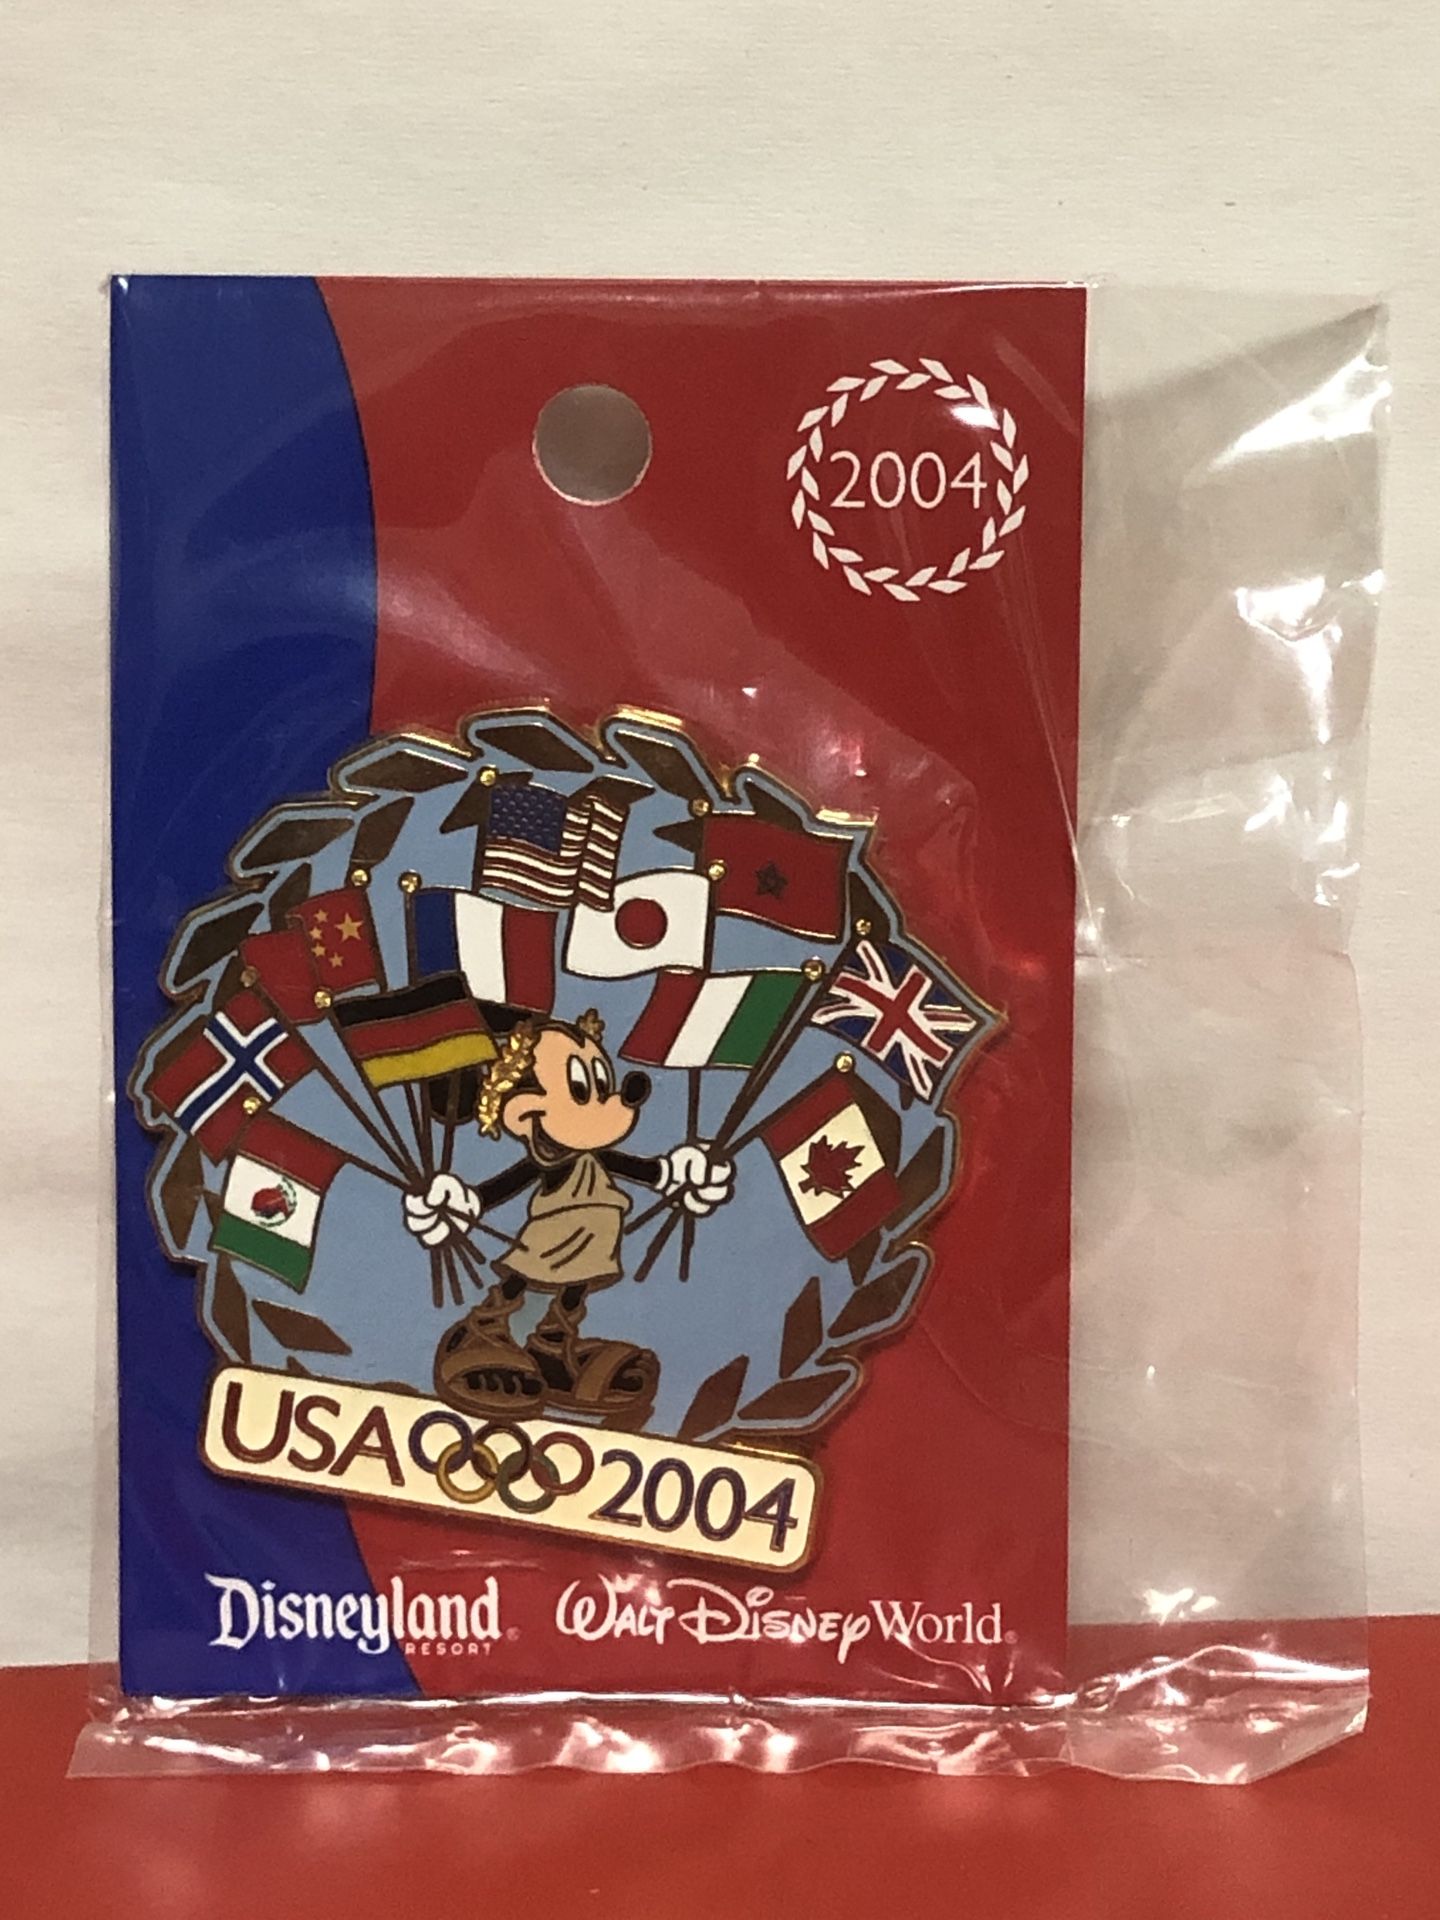 2004
USA 2004
Disneyland® Walt Disney World®
RESORT